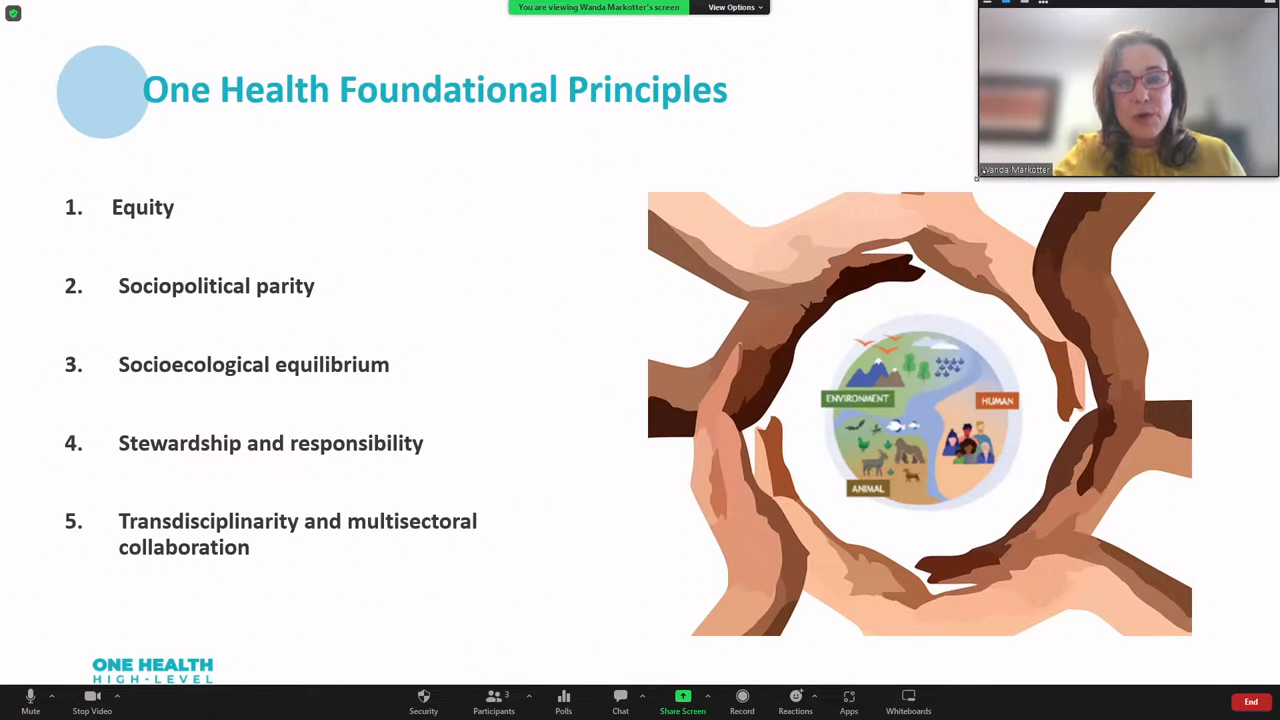 You are viewing Wanda Markotter's screen
View Options
One Health Foundational Principles
Wanda Markotter
1. Equity
2. Sociopolitical parity
3. Socioecological equilibrium
4. Stewardship and responsibility
5. Transdisciplinarity and multisectoral
collaboration
ENVIRONMENT
HUMAN
ANIMAL
ONE HEALTH
HIGH-LEVEL
Mute
Stop Video
Security
3
Participants
Polls
Chat
Share Screen
Record
Reactions
Apps
Whiteboards
End